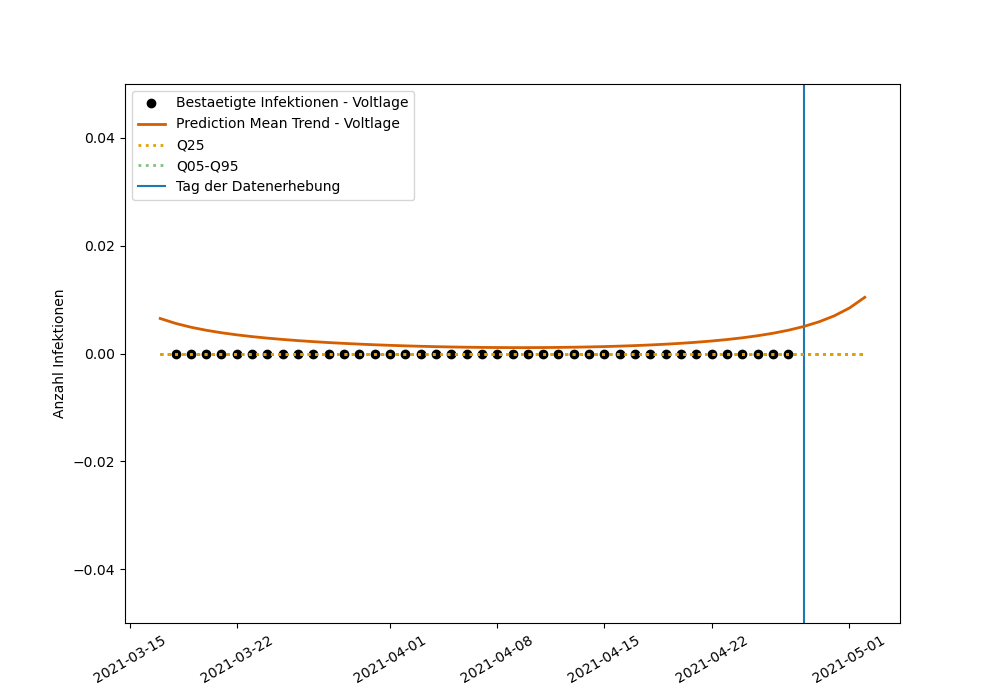 Bestaetigte Infektionen - Voltlage
Prediction Mean Trend - Voltlage
Q25
Q05-Q95
Tag der Datenerhebung
Anzahl Infektionen
0.04
0.02
0.00
−0.02
−0.04
2021-03-15
2021-03-22
2021-04-01
2021-04-08
2021-04-15
2021-04-22
2021-05-01